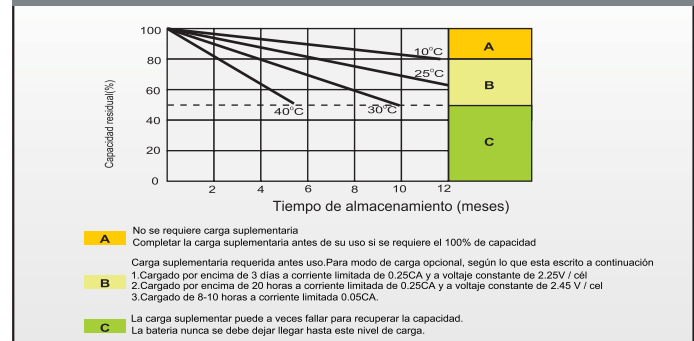 100
80
60
40
20
0
Capacidad residual(%)
10°C
25°C
30°C
40°C
A
B
C
2 4 6 8 10 12
Tiempo de almacenamiento (meses)
A
No se requiere carga suplementaria
Completar la carga suplementaria antes de su uso si se requiere el 100% de capacidad
B
Carga suplementaria requerida antes uso.Para modo de carga opcional, según lo que esta escrito a continuación
1.Cargado por encima de 3 días a corriente limitada de 0.25CA y a voltaje constante de 2.25V / cél
2.Cargado por encima de 20 horas a corriente limitada de 0.25CA y a voltaje constante de 2.45 V / cel
3.Cargado de 8-10 horas a corriente limitada 0.05CA.
C
La carga suplementar puede a veces fallar para recuperar la capacidad.
La bateria nunca se debe dejar llegar hasta este nivel de carga.